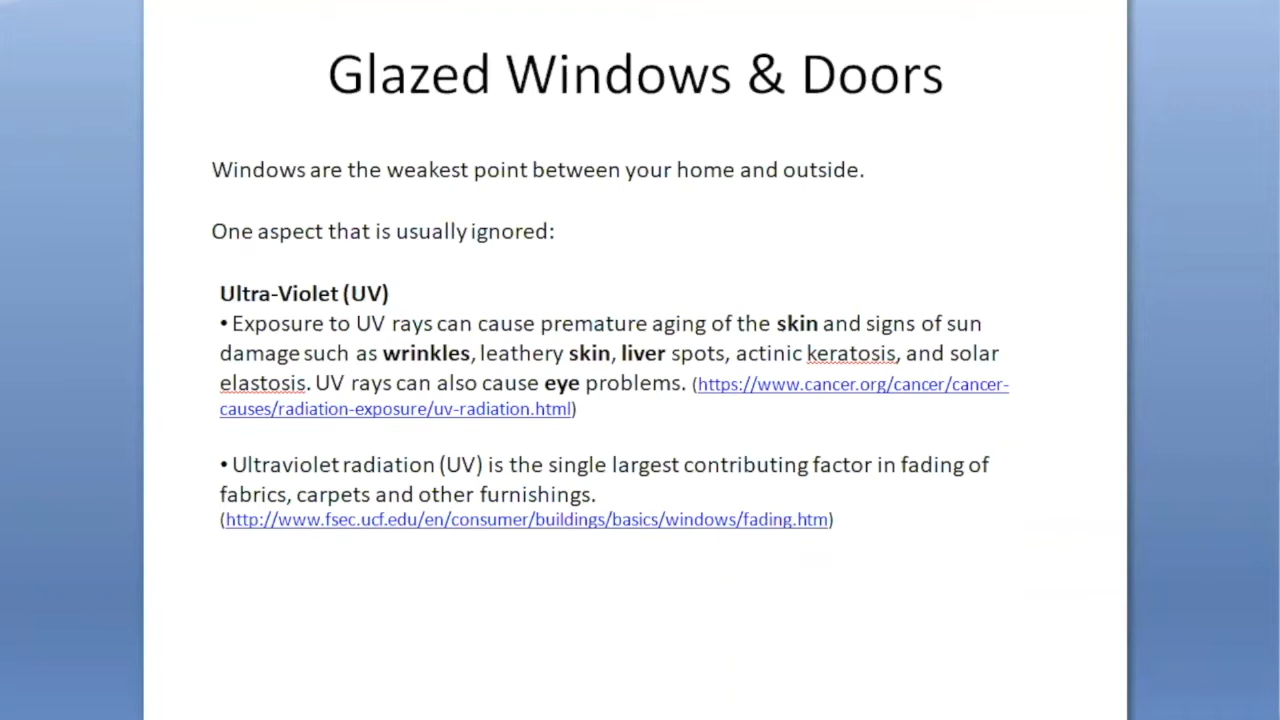 Glazed Windows & Doors
Windows are the weakest point between your home and outside.
One aspect that is usually ignored:
Ultra-Violet (UV)
• Exposure to UV rays can cause premature aging of the skin and signs of sun
damage such as wrinkles, leathery skin, liver spots, actinic keratosis, and solar
elastosis. UV rays can also cause eye problems. (https://www.cancer.org/cancer/cancer-
causes/radiation-exposure/uv-radiation.html)
• Ultraviolet radiation (UV) is the single largest contributing factor in fading of
fabrics, carpets and other furnishings.
(http://www.fsec.ucf.edu/en/consumer/buildings/basics/windows/fading.htm)